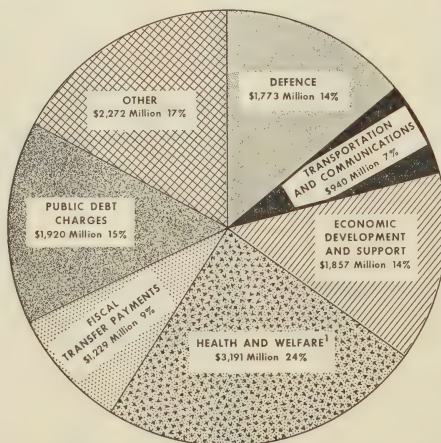 DEFENCE
$1,773 Million 14%
TRANSPORTATION
AND COMMUNICATIONS
$940 Million 7%
ECONOMIC
DEVELOPMENT
AND SUPPORT
$1,857 Million 14%
HEALTH AND WELFARE¹
$3,191 Million 24%
FISCAL
TRANSFER PAYMENTS
$1,229 Million 9%
PUBLIC DEBT
CHARGES
$1,920 Million 15%
OTHER
$2,272 Million 17%